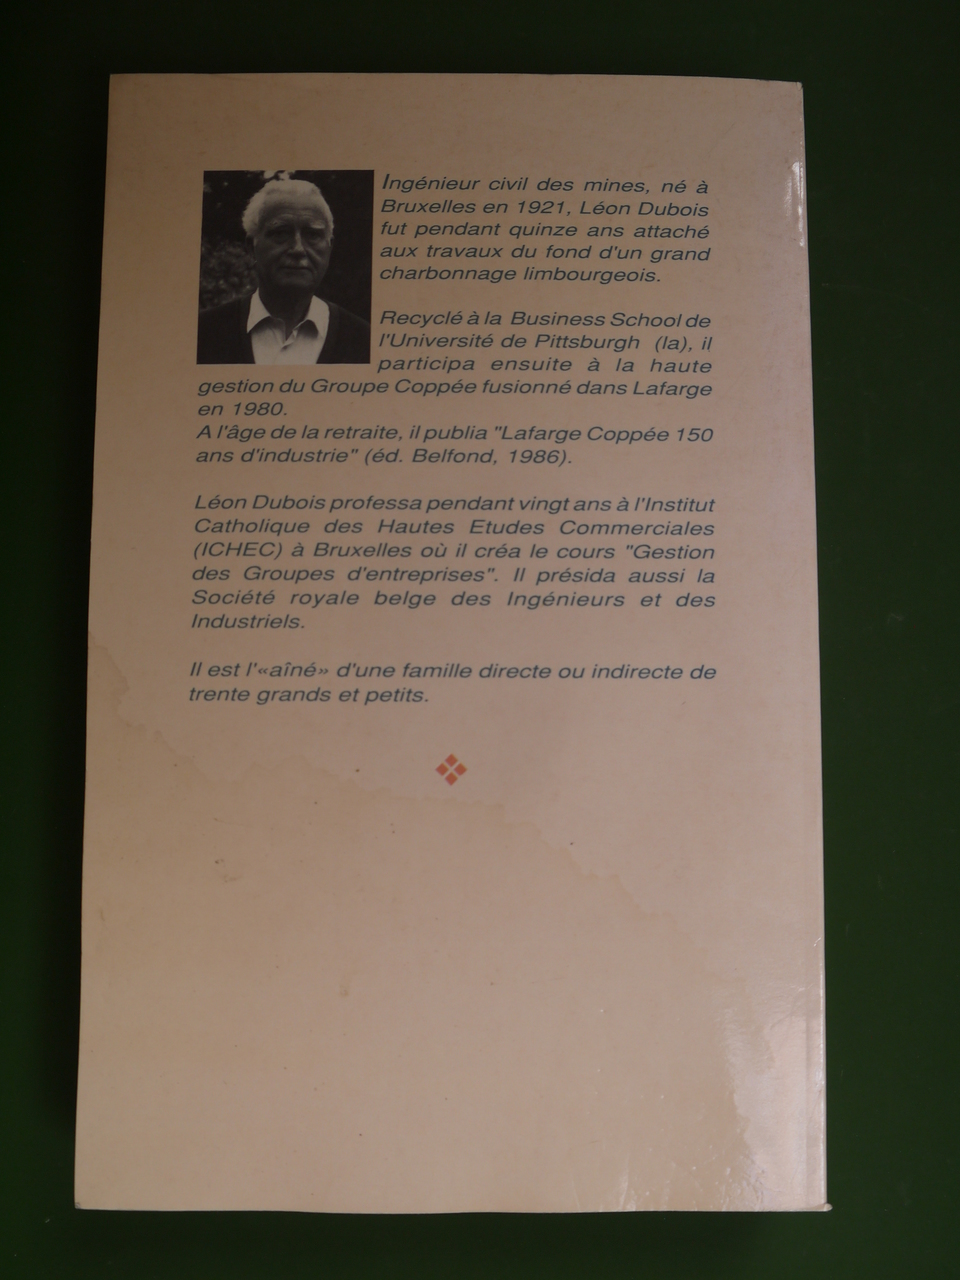 Ingénieur civil des mines, né à
Bruxelles en 1921, Léon Dubois
fut pendant quinze ans attaché
aux travaux du fond d'un grand
charbonnage limbourgeois.
Recyclé à la Business School de
l'Université de Pittsburgh (la), il
participa ensuite à la haute
gestion du Groupe Coppée fusionné dans Lafarge
en 1980.
A l'âge de la retraite, il publia "Lafarge Coppée 150
ans d'industrie" (éd. Belfond, 1986).
Léon Dubois professa pendant vingt ans à l'Institut
Catholique des Hautes Etudes Commerciales
(ICHEC) à Bruxelles où il créa le cours "Gestion
des Groupes d'entreprises". Il présida aussi la
Société royale belge des Ingénieurs et des
Industriels.
Il est l'«aîné» d'une famille directe ou indirecte de
trente grands et petits.